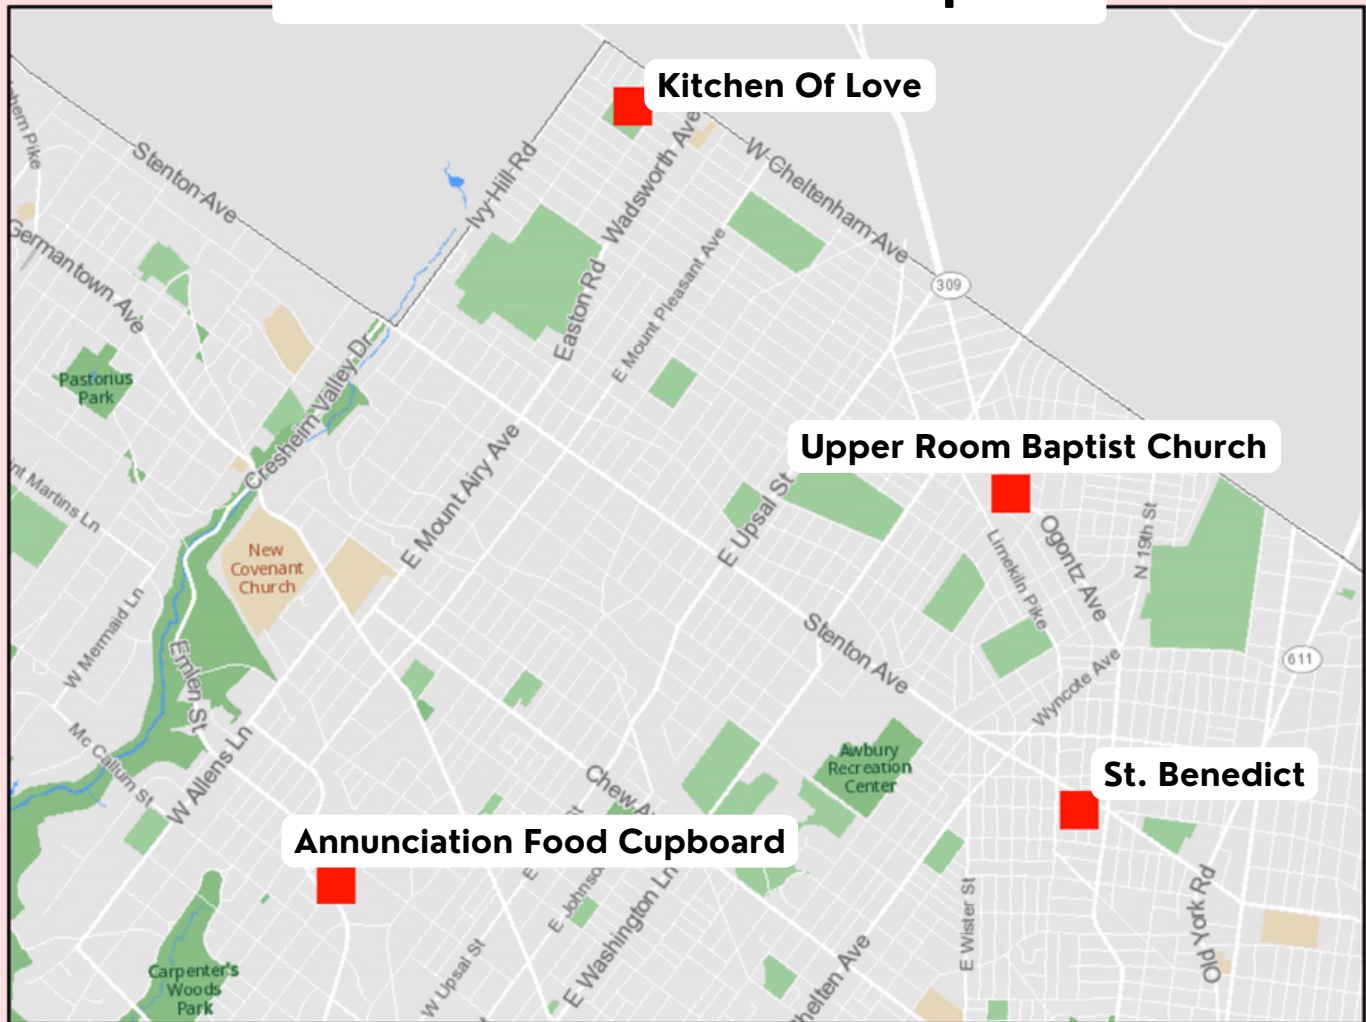 Kitchen Of Love
Stenton Ave
Ivy Hill Rd
Wadsworth Ave
W Cheltenham Ave
Germantown Ave
Easton Rd
E Mount Pleasant Ave
309
Pastorius
Park
Cresheim Valley Dr
Upper Room Baptist Church
E Mount Airy Ave
E Upsal St
Martins Ln
New
Covenant
Church
Limekiln Pike
Ogontz Ave
N 19th St
W Mermaid Ln
Emlen St
Stenton Ave
611
Wyncote Ave
Mc Callum St
W Allens Ln
Chew
Awbury
Recreation
Center
St. Benedict
Annunciation Food Cupboard
E Johnso
E Washington Ln
E Wister St
Old York Rd
W Upsal St
helten Ave
Carpenter's
Woods
Park